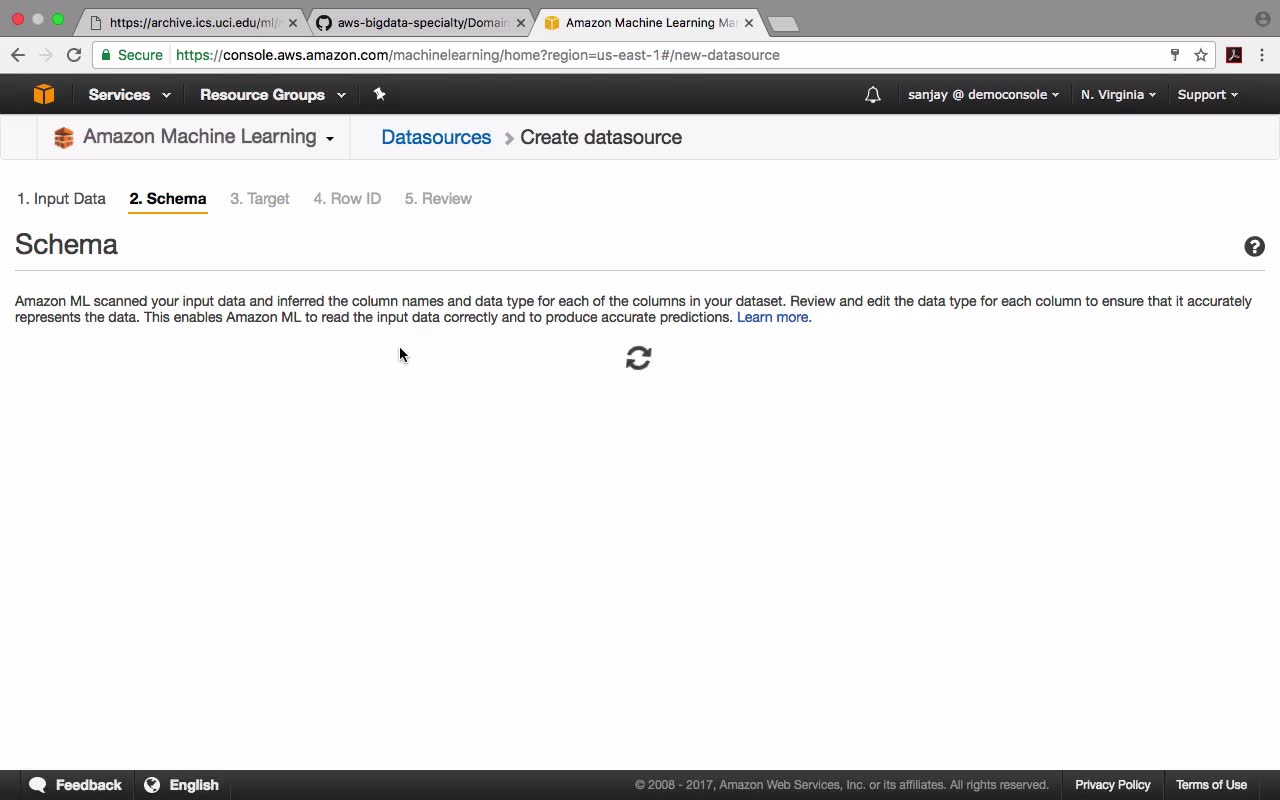 https://archive.ics.uci.edu/ml/
aws-bigdata-specialty/Domain
Amazon Machine Learning Ma
Secure https://console.aws.amazon.com/machinelearning/home?region=us-east-1#/new-datasource
Services Resource Groups sanjay @ democonsole N. Virginia Support
Amazon Machine Learning Datasources Create datasource
1. Input Data 2. Schema 3. Target 4. Row ID 5. Review
Schema
Amazon ML scanned your input data and inferred the column names and data type for each of the columns in your dataset. Review and edit the data type for each column to ensure that it accurately
represents the data. This enables Amazon ML to read the input data correctly and to produce accurate predictions. Learn more.
Feedback English © 2008 - 2017, Amazon Web Services, Inc. or its affiliates. All rights reserved. Privacy Policy Terms of Use